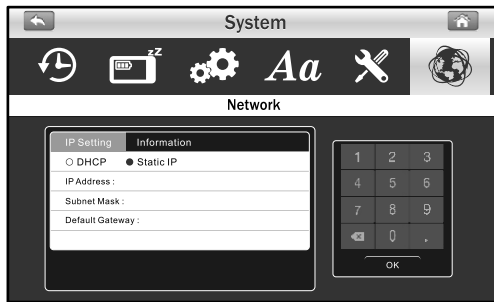 System
zZ
Aa
Network
IP Setting Information
DHCP Static IP
IP Address :
Subnet Mask :
Default Gateway :
1 2 3
4 5 6
7 8 9
0 .
OK